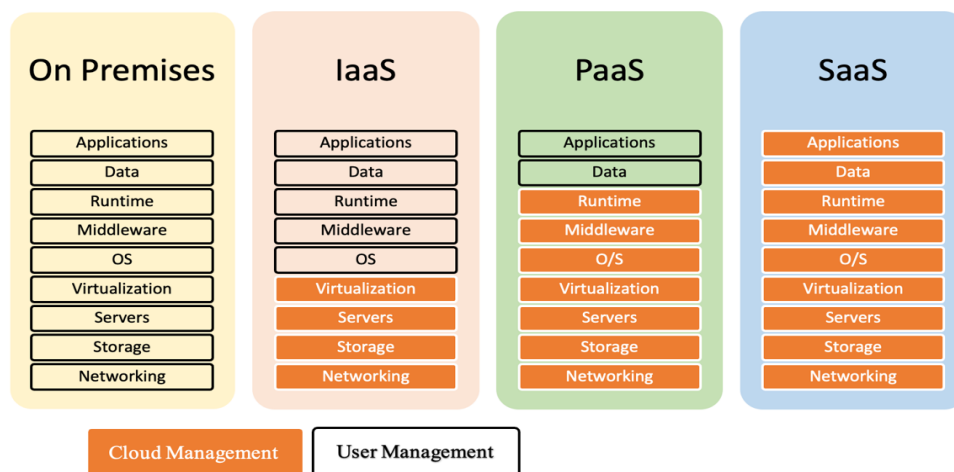 On Premises
Applications
Data
Runtime
Middleware
OS
Virtualization
Servers
Storage
Networking
IaaS
Applications
Data
Runtime
Middleware
OS
Virtualization
Servers
Storage
Networking
PaaS
Applications
Data
Runtime
Middleware
O/S
Virtualization
Servers
Storage
Networking
SaaS
Applications
Data
Runtime
Middleware
O/S
Virtualization
Servers
Storage
Networking
Cloud Management
User Management